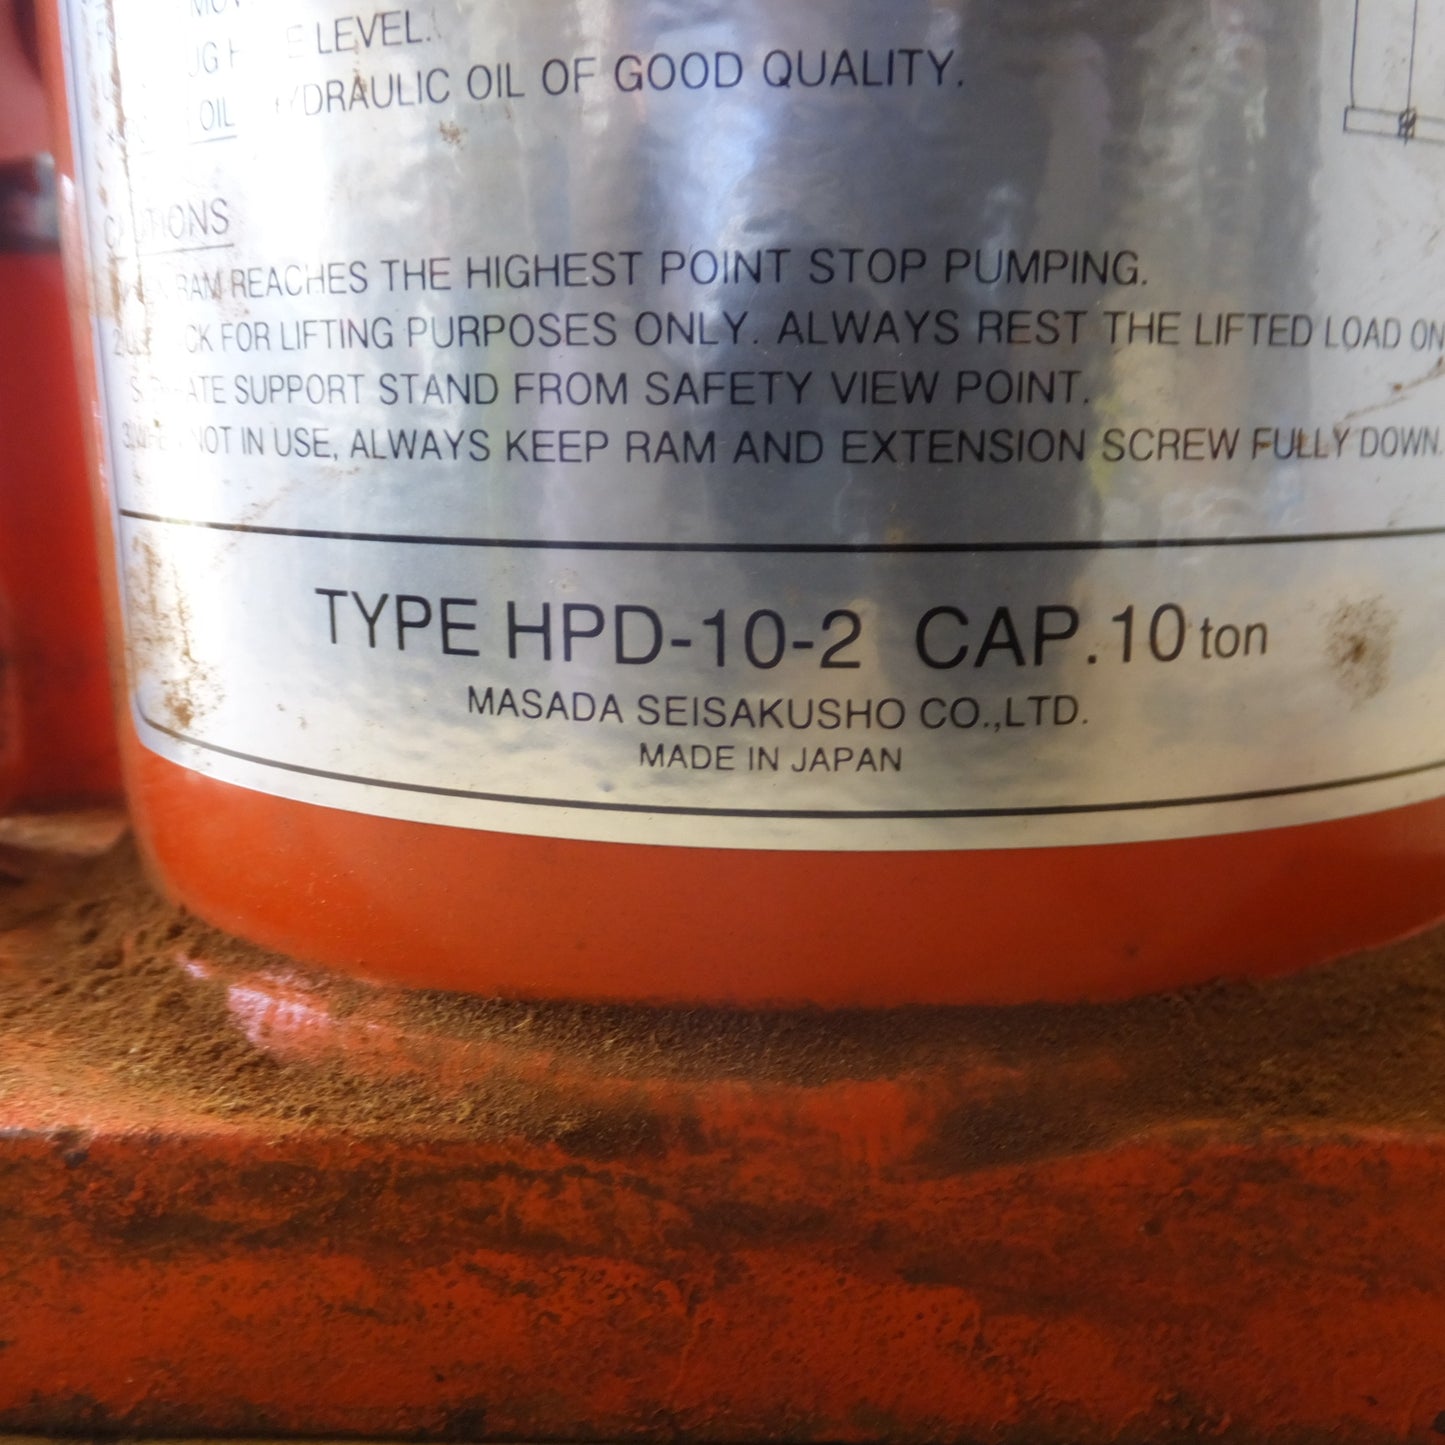 LEVEL.
OIL HYDRAULIC OIL OF GOOD QUALITY.
CAUTIONS
RAM REACHES THE HIGHEST POINT STOP PUMPING.
FOR LIFTING PURPOSES ONLY. ALWAYS REST THE LIFTED LOAD ON
SUPPORT STAND FROM SAFETY VIEW POINT.
NOT IN USE, ALWAYS KEEP RAM AND EXTENSION SCREW FULLY DOWN.
TYPE HPD-10-2 CAP.10 ton
MASADA SEISAKUSHO CO.,LTD.
MADE IN JAPAN